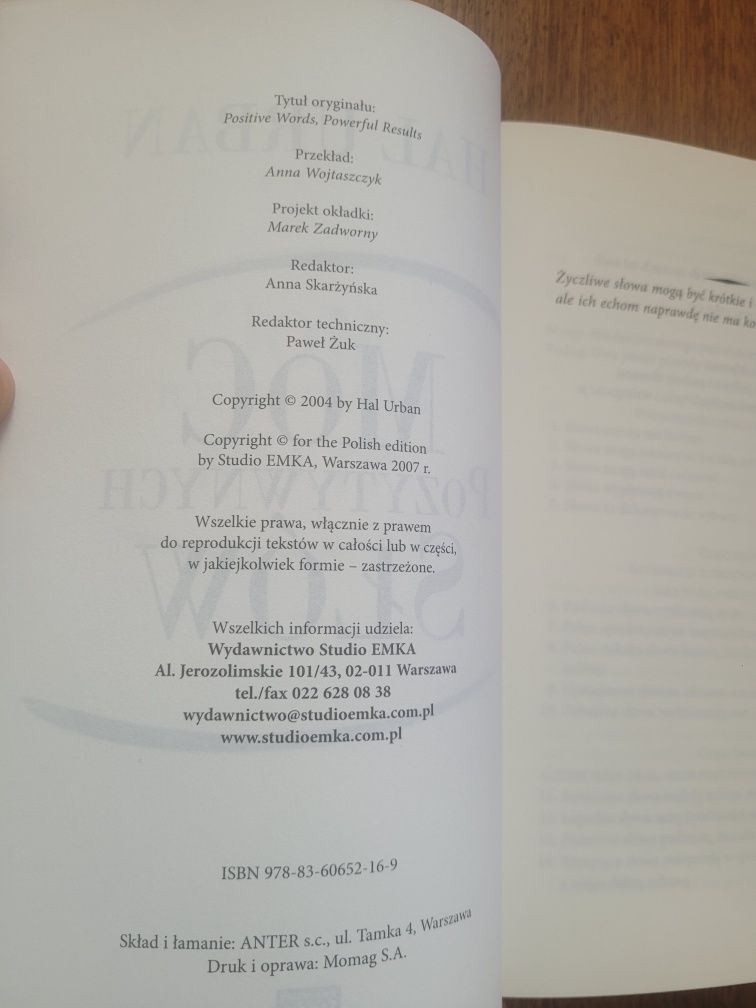 Tytuł oryginału:
Positive Words, Powerful Results
Przekład:
Anna Wojtaszczyk
Projekt okładki:
Marek Zadworny
Redaktor:
Anna Skarżyńska
Redaktor techniczny:
Paweł Żuk
Copyright © 2004 by Hal Urban
Copyright © for the Polish edition
by Studio EMKA, Warszawa 2007 r.
Wszelkie prawa, włącznie z prawem
do reprodukcji tekstów w całości lub w części,
w jakiejkolwiek formie – zastrzeżone.
Wszelkich informacji udziela:
Wydawnictwo Studio EMKA
Al. Jerozolimskie 101/43, 02-011 Warszawa
tel./fax 022 628 08 38
wydawnictwo@studioemka.com.pl
www.studioemka.com.pl
ISBN 978-83-60652-16-9
Skład i łamanie: ANTER s.c., ul. Tamka 4, Warszawa
Druk i oprawa: Momag S.A.
Życzliwe słowa mogą być krótkie i
ale ich echom naprawdę nie ma ko
HAL URBAN
MOC
POZYTYWNYCH
SŁÓW